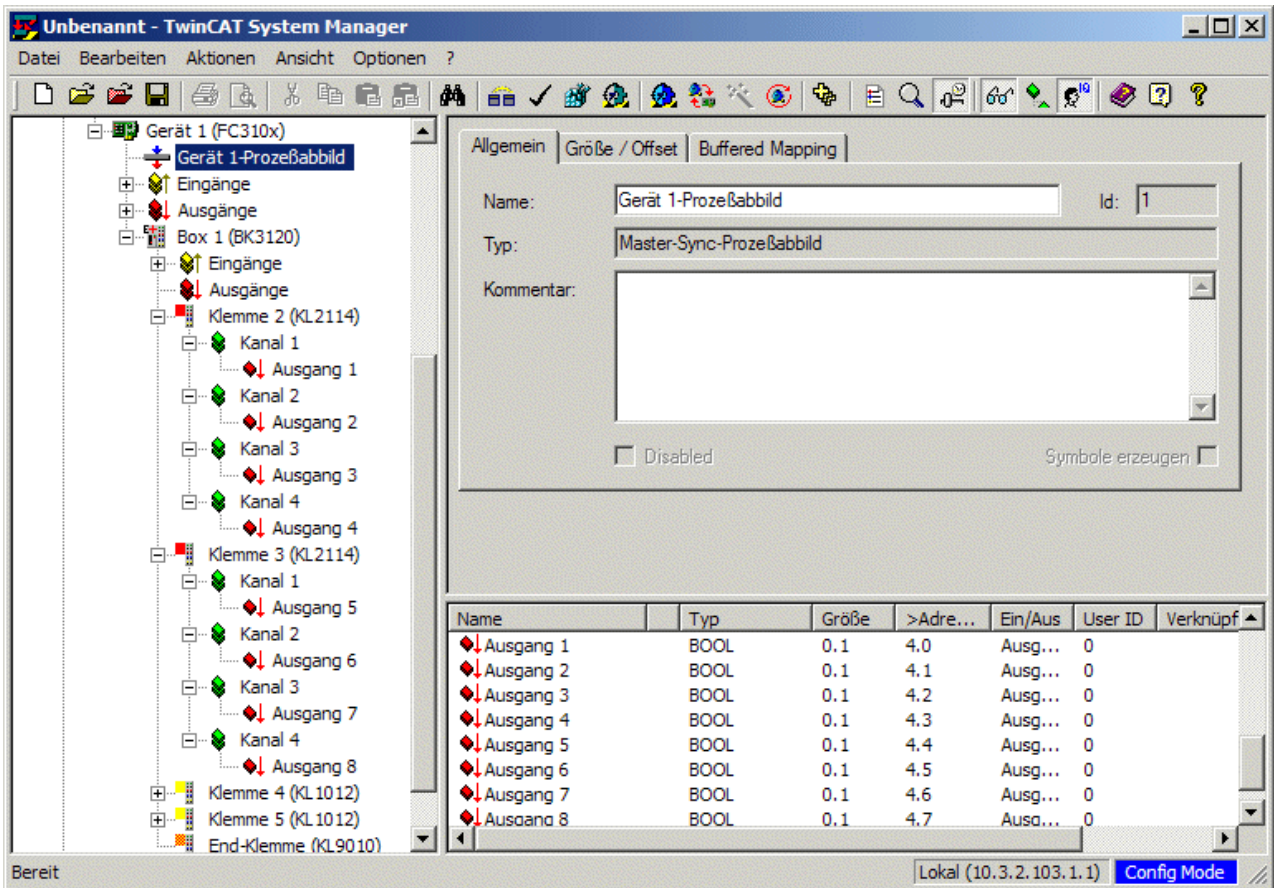 Unbenannt - TwinCAT System Manager
Datei Bearbeiten Aktionen Ansicht Optionen ?
Gerät 1 (FC310x)
Gerät 1-Prozeßabbild
Eingänge
Ausgänge
Box 1 (BK3120)
Eingänge
Ausgänge
Klemme 2 (KL2114)
Kanal 1
Ausgang 1
Kanal 2
Ausgang 2
Kanal 3
Ausgang 3
Kanal 4
Ausgang 4
Klemme 3 (KL2114)
Kanal 1
Ausgang 5
Kanal 2
Ausgang 6
Kanal 3
Ausgang 7
Kanal 4
Ausgang 8
Klemme 4 (KL1012)
Klemme 5 (KL1012)
End-Klemme (KL9010)
Allgemein Größe / Offset Buffered Mapping
Name: Gerät 1-Prozeßabbild Id: 1
Typ: Master-Sync-Prozeßabbild
Kommentar:
Disabled Symbole erzeugen
Name Typ Größe >Adre... Ein/Aus User ID Verknüpf
Ausgang 1 BOOL 0.1 4.0 Ausg... 0
Ausgang 2 BOOL 0.1 4.1 Ausg... 0
Ausgang 3 BOOL 0.1 4.2 Ausg... 0
Ausgang 4 BOOL 0.1 4.3 Ausg... 0
Ausgang 5 BOOL 0.1 4.4 Ausg... 0
Ausgang 6 BOOL 0.1 4.5 Ausg... 0
Ausgang 7 BOOL 0.1 4.6 Ausg... 0
Ausgang 8 BOOL 0.1 4.7 Ausg... 0
Bereit Lokal (10.3.2.103.1.1) Config Mode